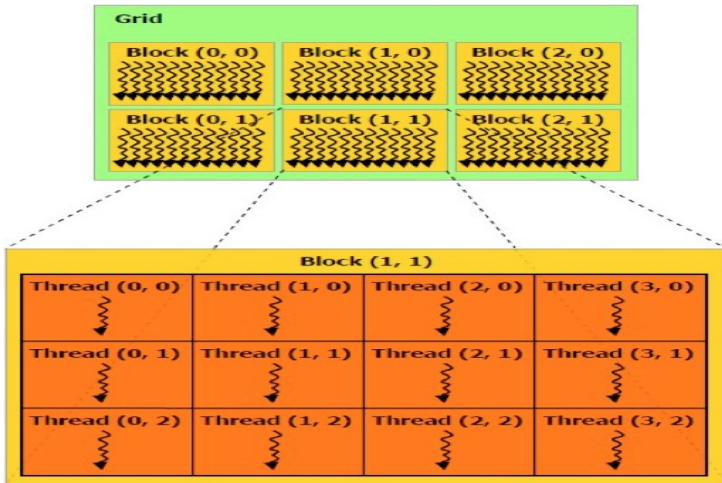 Grid
Block (0, 0) Block (1, 0) Block (2, 0)
Block (0, 1) Block (1, 1) Block (2, 1)
Block (1, 1)
Thread (0, 0) Thread (1, 0) Thread (2, 0) Thread (3, 0)
Thread (0, 1) Thread (1, 1) Thread (2, 1) Thread (3, 1)
Thread (0, 2) Thread (1, 2) Thread (2, 2) Thread (3, 2)